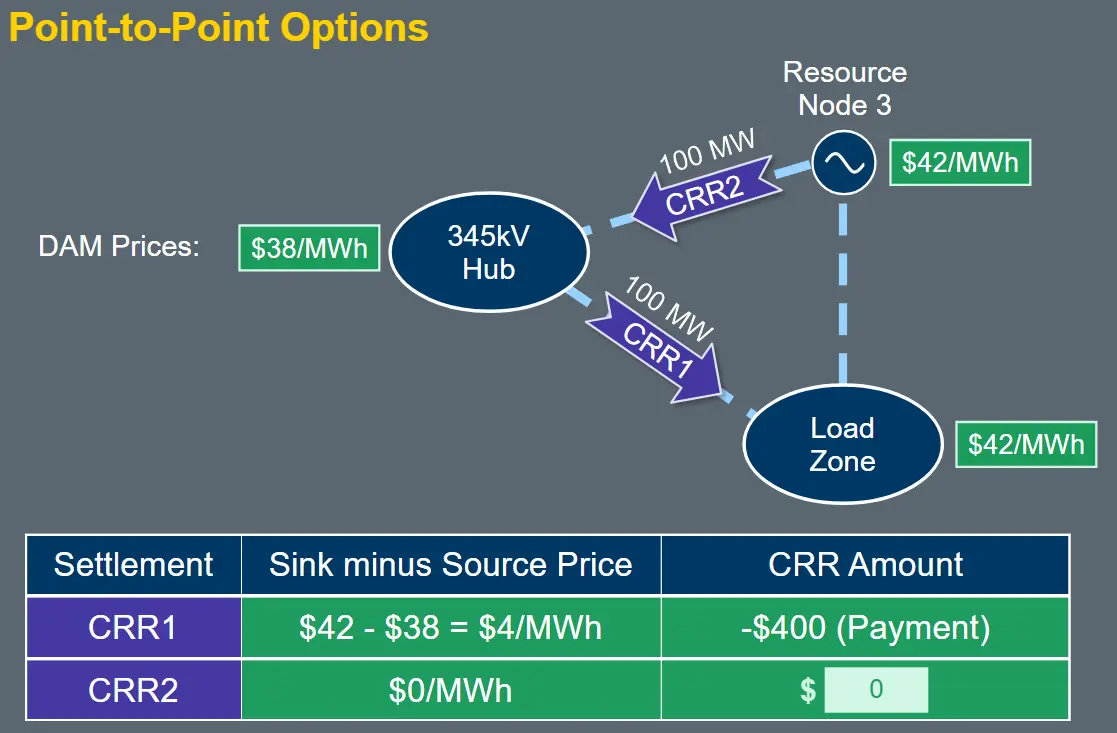 Point-to-Point Options
Resource
Node 3
$42/MWh
100 MW
CRR2
DAM Prices:
$38/MWh
345kV
Hub
100 MW
CRR1
Load
Zone
$42/MWh
Settlement
Sink minus Source Price
CRR Amount
CRR1
$42 - $38 = $4/MWh
-$400 (Payment)
CRR2
$0/MWh
$ 0